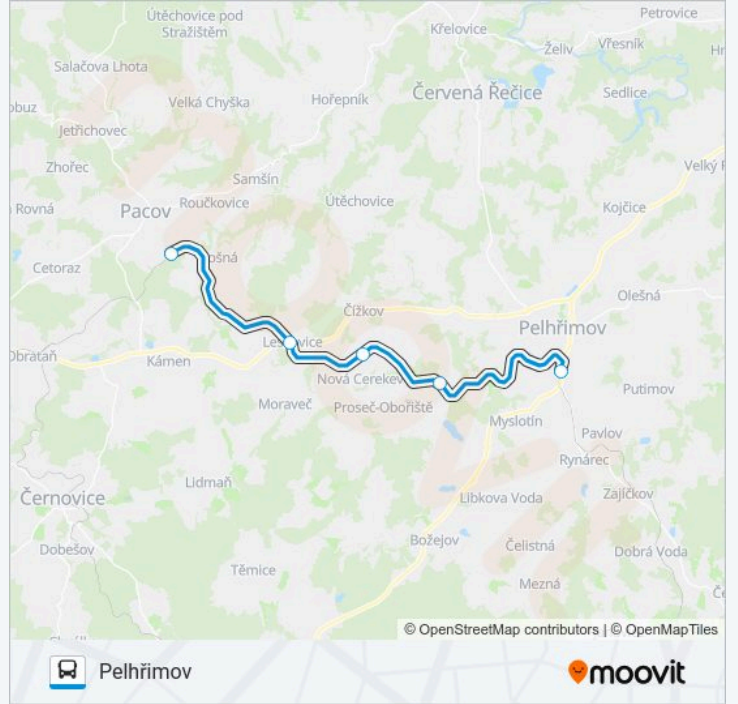 Útěchovice pod
Stražištěm
Petrovice
Křelovice
Želiv
Vřesník
Salačova Lhota
Velká Chyška
Hořepník
Červená Řečice
Sedlice
Jetřichovec
Zhořec
Velký
Samšín
Rovná
Pacov
Roučkovice
Útěchovice
Kojčice
Cetoraz
Olešná
Čížkov
Pelhřimov
Obrataň
Kámen
Nová Cerekev
Putimov
Moraveč
Proseč-Obořiště
Myslotín
Pavlov
Rynárec
Lidmaň
Černovice
Libkova Voda
Zajíčkov
Dobešov
Božejov
Čelistná
Dobrá Voda
Těmice
Mezná
© OpenStreetMap contributors | © OpenMapTiles
Pelhřimov
moovit